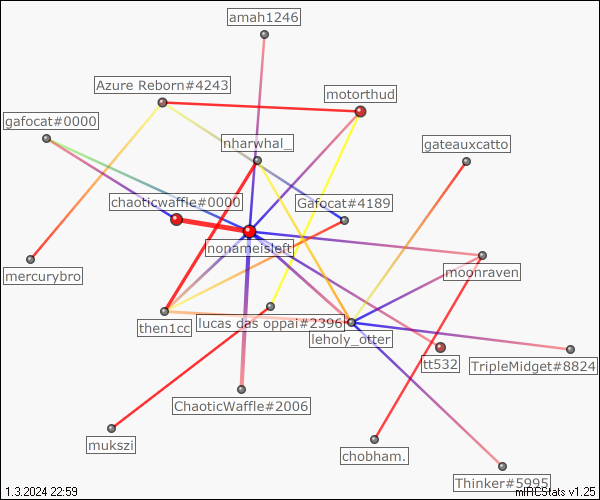 amah1246
Azure Reborn#4243
motorthud
gafocat#0000
nharwhal_
gateauxcatto
chaoticwaffle#0000
Gafocat#4189
nonameisleft
mercurybro
moonraven
then1cc
lucas das oppai#2396
leholy_otter
tt532
TripleMidget#8824
ChaoticWaffle#2006
mukszi
chobham.
Thinker#5995
1.3.2024 22:59
mIRCStats v1.25